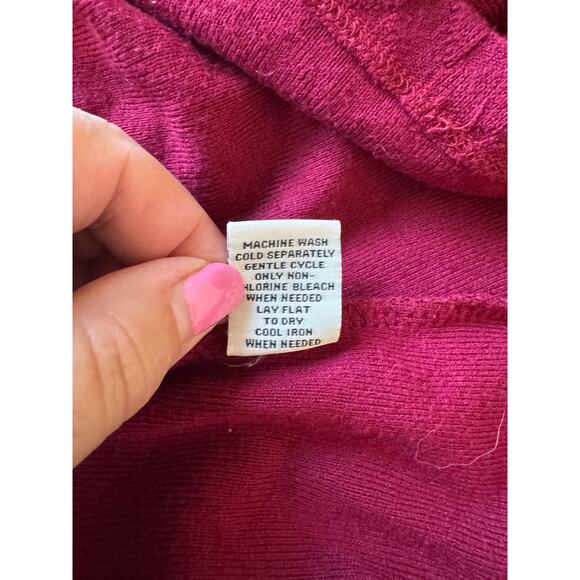 MACHINE WASH
COLD SEPARATELY
GENTLE CYCLE
ONLY NON-
CHLORINE BLEACH
WHEN NEEDED
LAY FLAT
TO DRY
COOL IRON
WHEN NEEDED